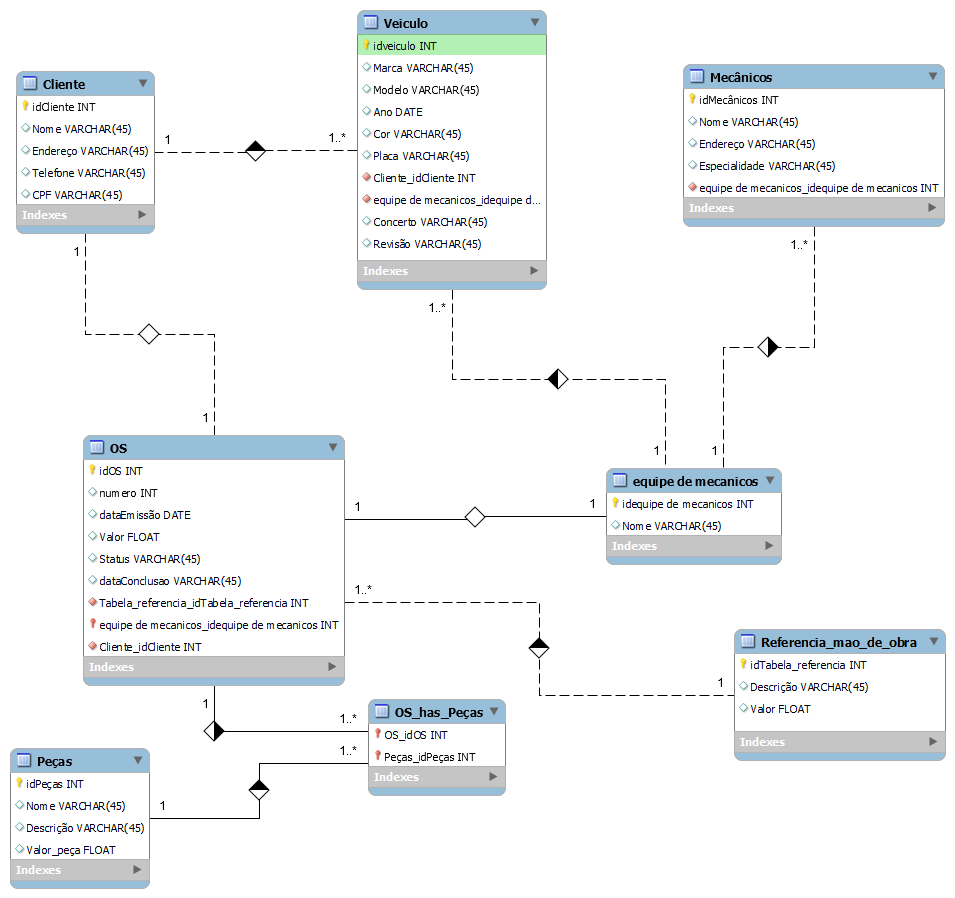 Veiculo
idveiculo INT
Marca VARCHAR(45)
Modelo VARCHAR(45)
Ano DATE
Cor VARCHAR(45)
Placa VARCHAR(45)
Cliente_idCliente INT
equipe de mecanicos_idequipe d...
Concerto VARCHAR(45)
Revisão VARCHAR(45)
Indexes
Cliente
idCliente INT
Nome VARCHAR(45)
Endereço VARCHAR(45)
Telefone VARCHAR(45)
CPF VARCHAR(45)
Indexes
1
1..*
Mecânicos
idMecânicos INT
Nome VARCHAR(45)
Endereço VARCHAR(45)
Especialidade VARCHAR(45)
equipe de mecanicos_idequipe de mecanicos INT
Indexes
1
1..*
1..*
1
1
1
OS
idOS INT
numero INT
dataEmissão DATE
Valor FLOAT
Status VARCHAR(45)
dataConclusao VARCHAR(45)
Tabela_referencia_idTabela_referencia INT
equipe de mecanicos_idequipe de mecanicos INT
Cliente_idCliente INT
Indexes
1
1
equipe de mecanicos
idequipe de mecanicos INT
Nome VARCHAR(45)
Indexes
1..*
1
Referencia_mao_de_obra
idTabela_referencia INT
Descrição VARCHAR(45)
Valor FLOAT
Indexes
1
1..*
1..*
1
OS_has_Peças
OS_idOS INT
Peças_idPeças INT
Indexes
Peças
idPeças INT
Nome VARCHAR(45)
Descrição VARCHAR(45)
Valor_peça FLOAT
Indexes